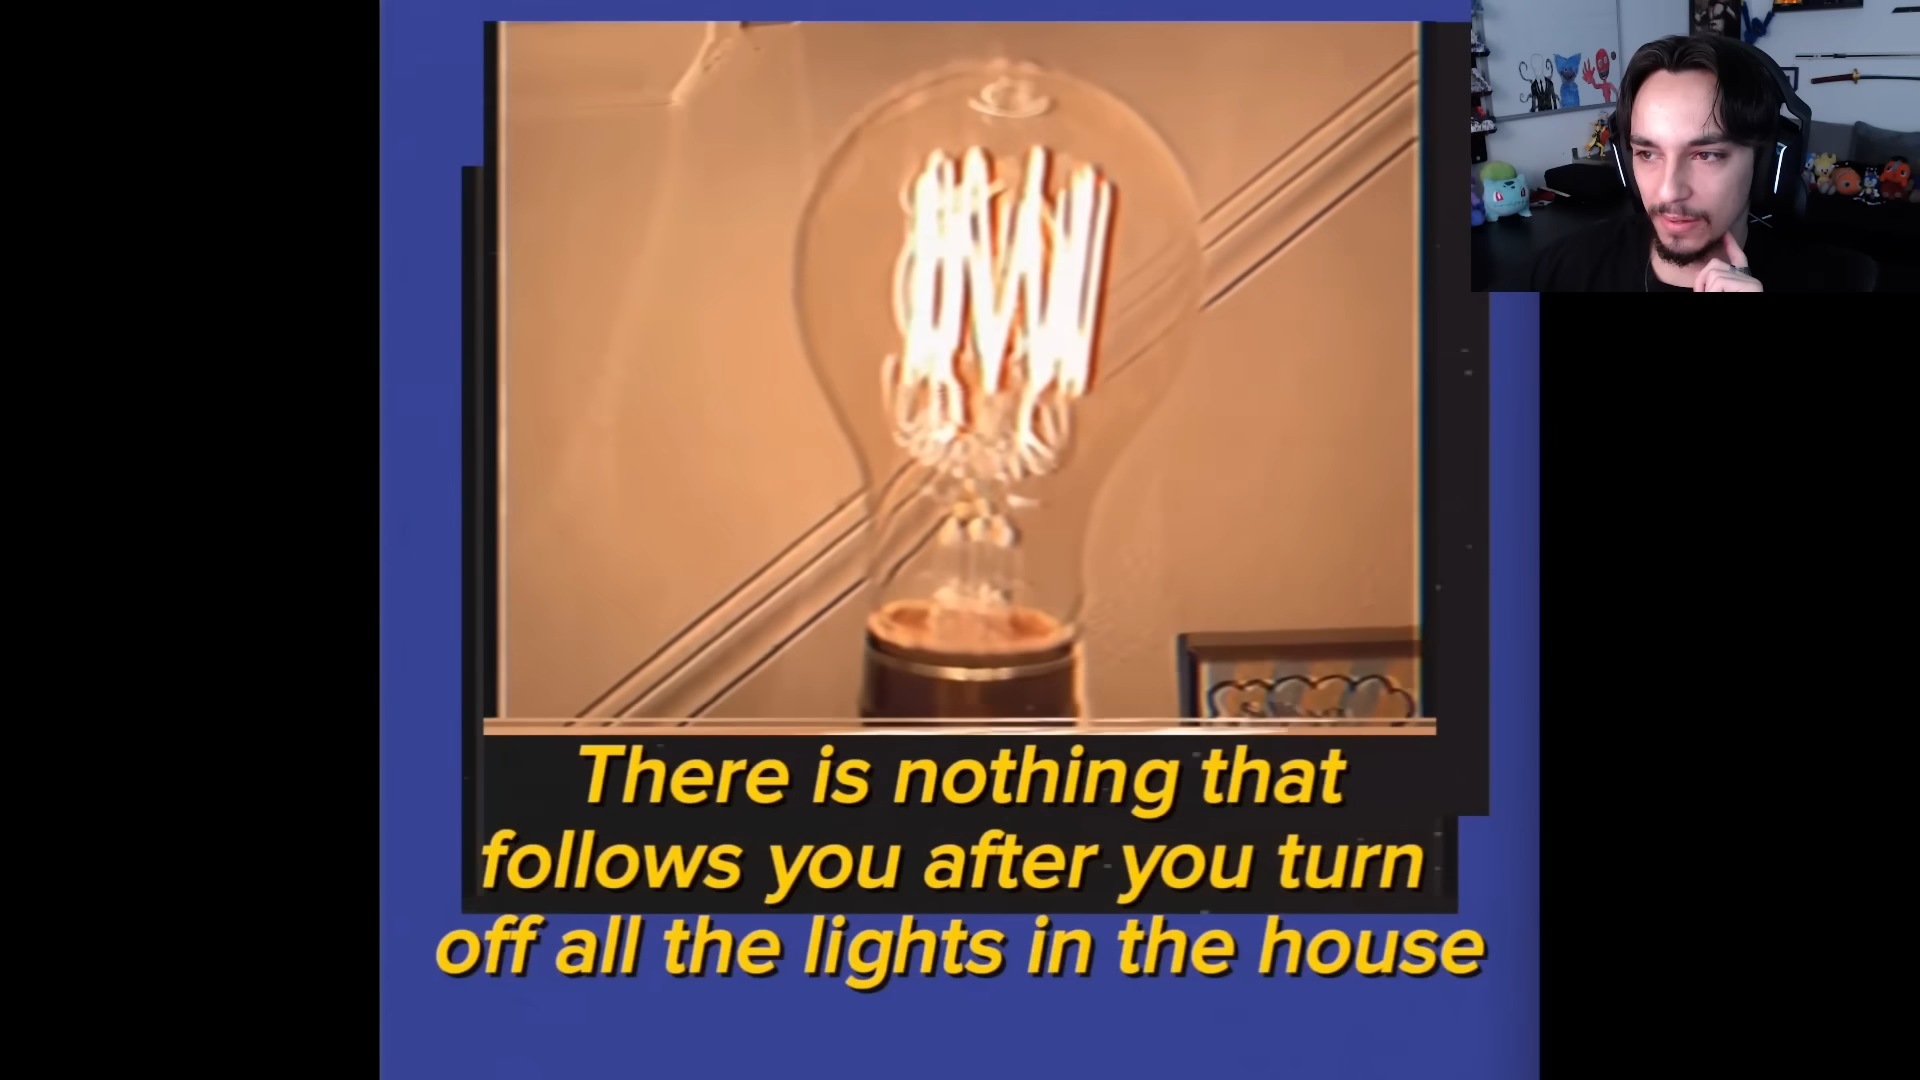 There is nothing that
follows you after you turn
off all the lights in the house